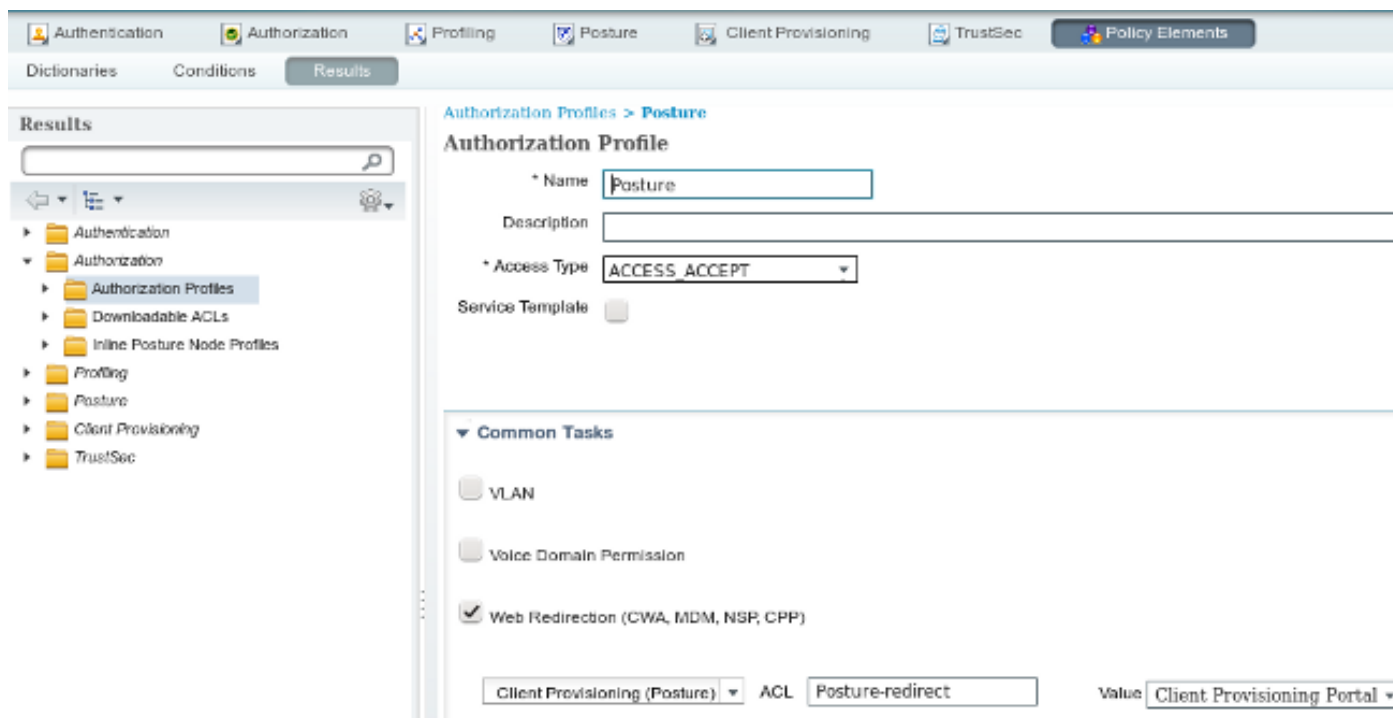 Authentication Authorization Profiling Posture Client Provisioning TrustSec Policy Elements
Dictionaries Conditions Results
Results
Authentication
Authorization
Authorization Profiles
Downloadable ACLs
Inline Posture Node Profiles
Profiling
Posture
Client Provisioning
TrustSec
Authorization Profiles > Posture
Authorization Profile
* Name Posture
Description
* Access Type ACCESS_ACCEPT
Service Template
Common Tasks
VLAN
Voice Domain Permission
Web Redirection (CWA, MDM, NSP, CPP)
Client Provisioning (Posture) ACL Posture-redirect Value Client Provisioning Portal